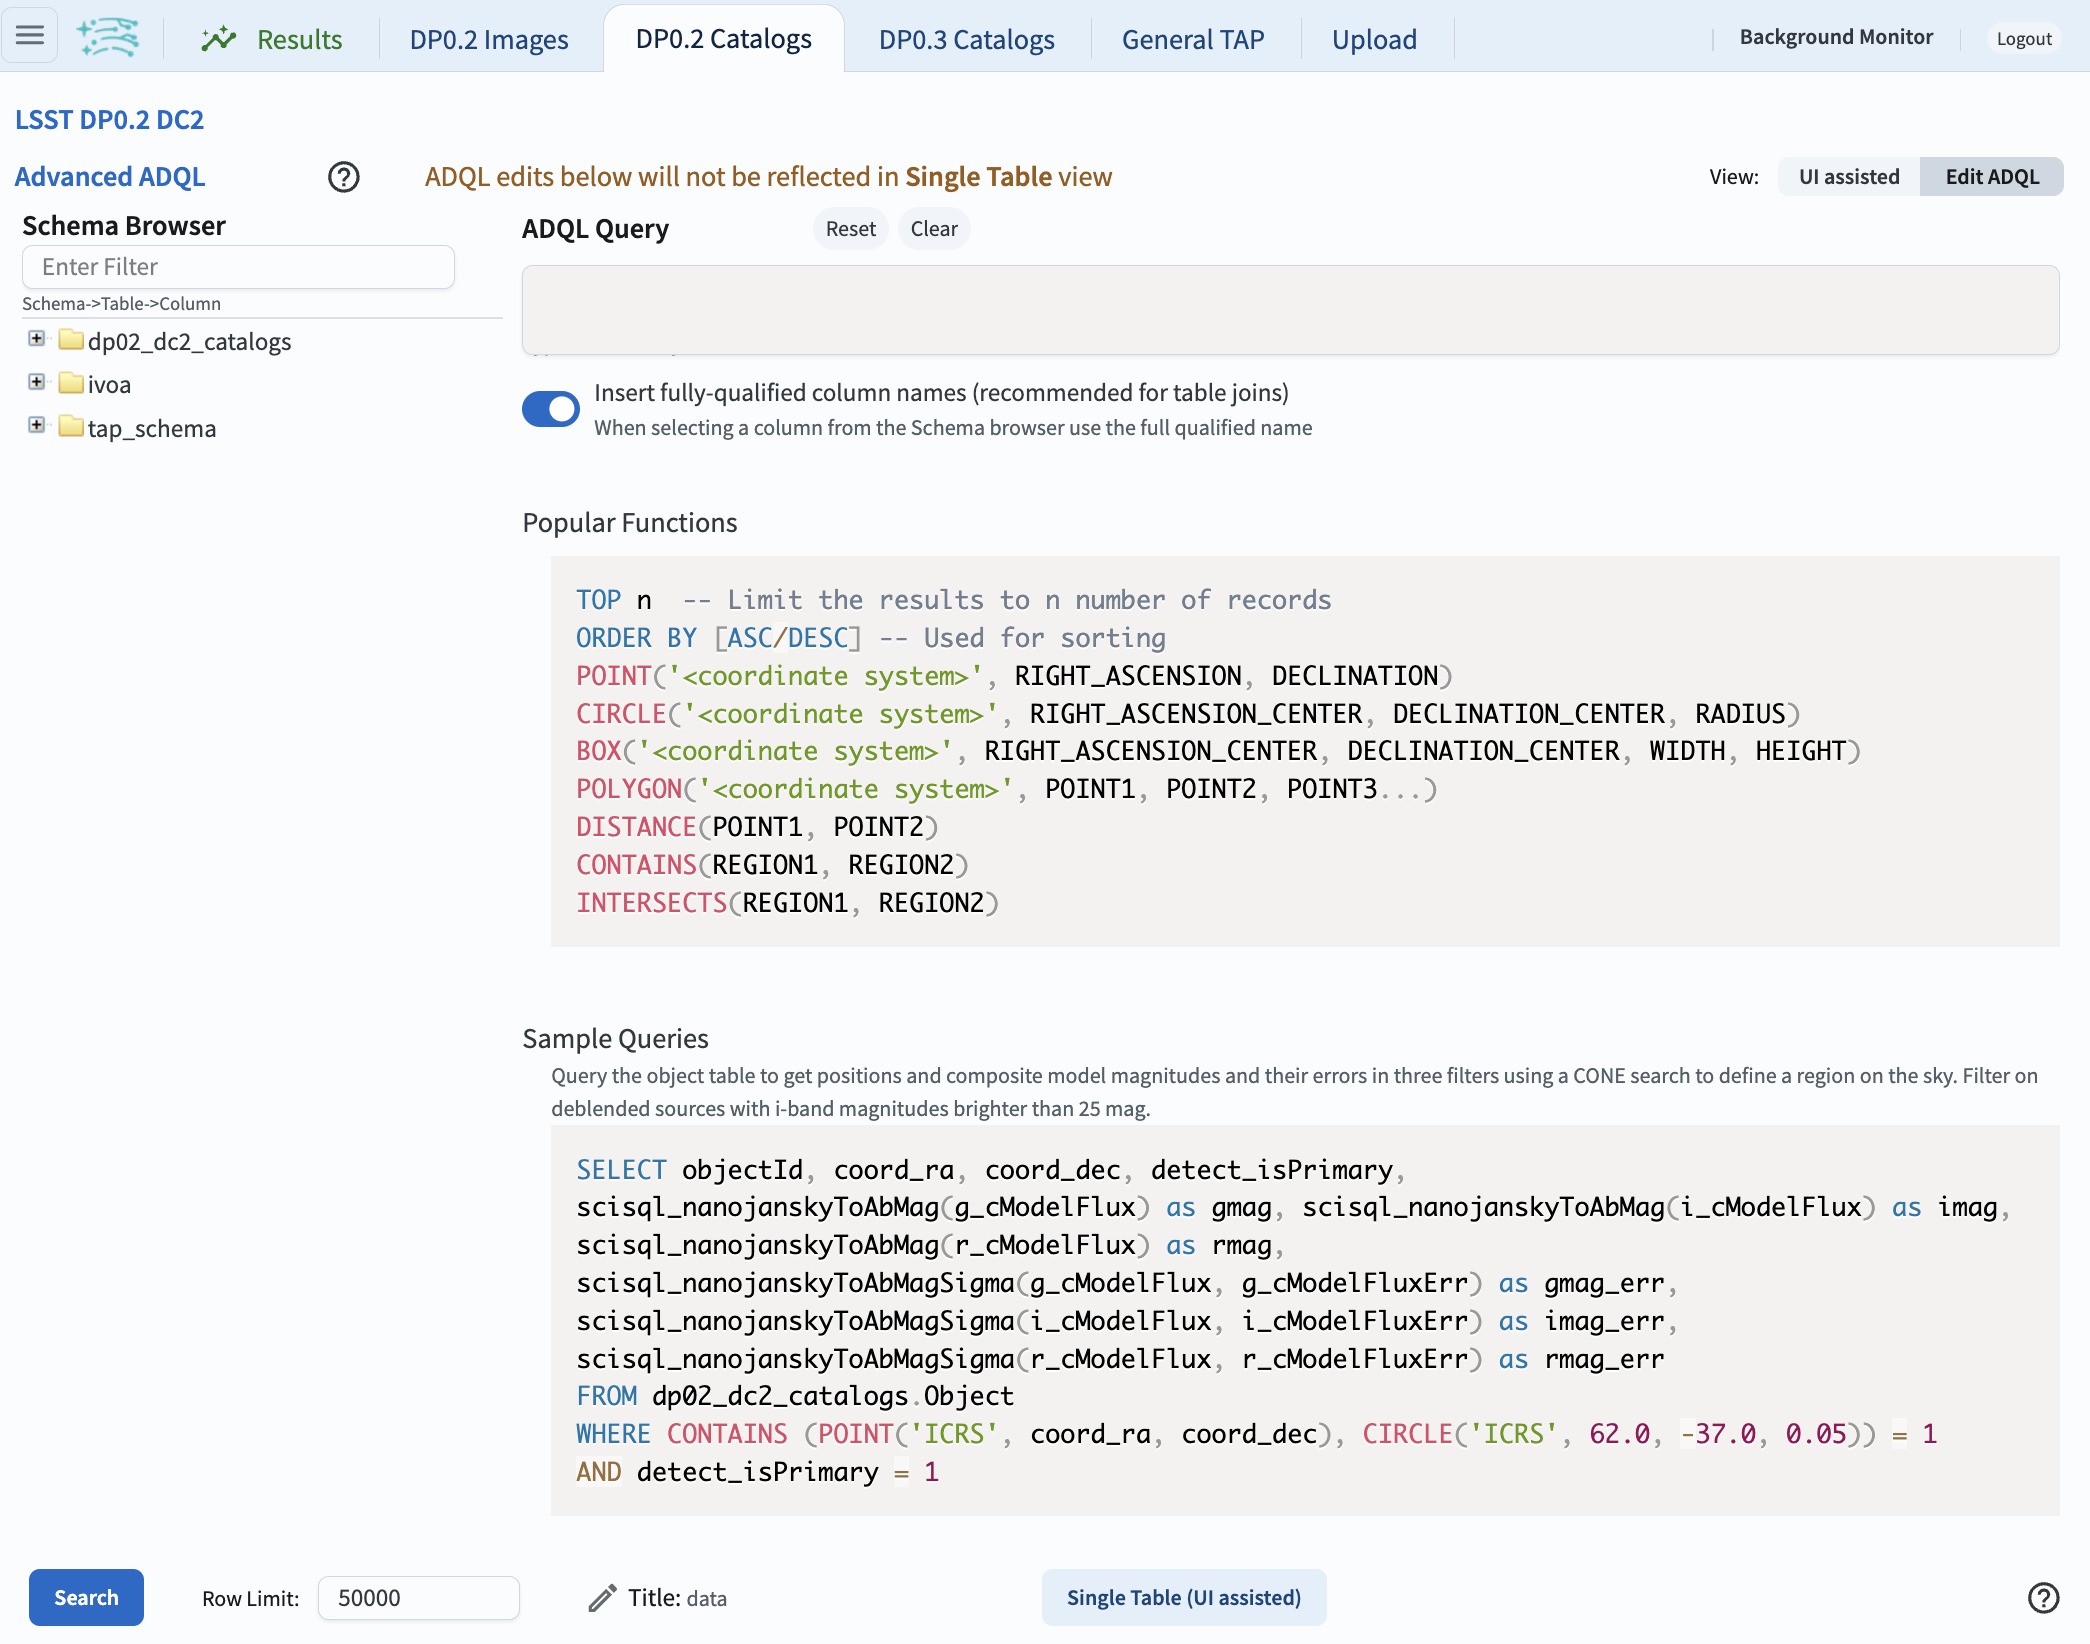 Results
DP0.2 Images
DP0.2 Catalogs
DP0.3 Catalogs
General TAP
Upload
Background Monitor
Logout
LSST DP0.2 DC2
Advanced ADQL
ADQL edits below will not be reflected in Single Table view
View:
UI assisted
Edit ADQL
Schema Browser
Enter Filter
Schema->Table->Column
dp02_dc2_catalogs
ivoa
tap_schema
ADQL Query
Reset
Clear
Insert fully-qualified column names (recommended for table joins)
When selecting a column from the Schema browser use the full qualified name
Popular Functions
TOP n  -- Limit the results to n number of records
ORDER BY [ASC/DESC] -- Used for sorting
POINT('<coordinate system>', RIGHT_ASCENSION, DECLINATION)
CIRCLE('<coordinate system>', RIGHT_ASCENSION_CENTER, DECLINATION_CENTER, RADIUS)
BOX('<coordinate system>', RIGHT_ASCENSION_CENTER, DECLINATION_CENTER, WIDTH, HEIGHT)
POLYGON('<coordinate system>', POINT1, POINT2, POINT3...)
DISTANCE(POINT1, POINT2)
CONTAINS(REGION1, REGION2)
INTERSECTS(REGION1, REGION2)
Sample Queries
Query the object table to get positions and composite model magnitudes and their errors in three filters using a CONE search to define a region on the sky. Filter on
deblended sources with i-band magnitudes brighter than 25 mag.
SELECT objectId, coord_ra, coord_dec, detect_isPrimary,
scisql_nanojanskyToAbMag(g_cModelFlux) as gmag, scisql_nanojanskyToAbMag(i_cModelFlux) as imag,
scisql_nanojanskyToAbMag(r_cModelFlux) as rmag,
scisql_nanojanskyToAbMagSigma(g_cModelFlux, g_cModelFluxErr) as gmag_err,
scisql_nanojanskyToAbMagSigma(i_cModelFlux, i_cModelFluxErr) as imag_err,
scisql_nanojanskyToAbMagSigma(r_cModelFlux, r_cModelFluxErr) as rmag_err
FROM dp02_dc2_catalogs.Object
WHERE CONTAINS (POINT('ICRS', coord_ra, coord_dec), CIRCLE('ICRS', 62.0, -37.0, 0.05)) = 1
AND detect_isPrimary = 1
Search
Row Limit:
50000
Title: data
Single Table (UI assisted)